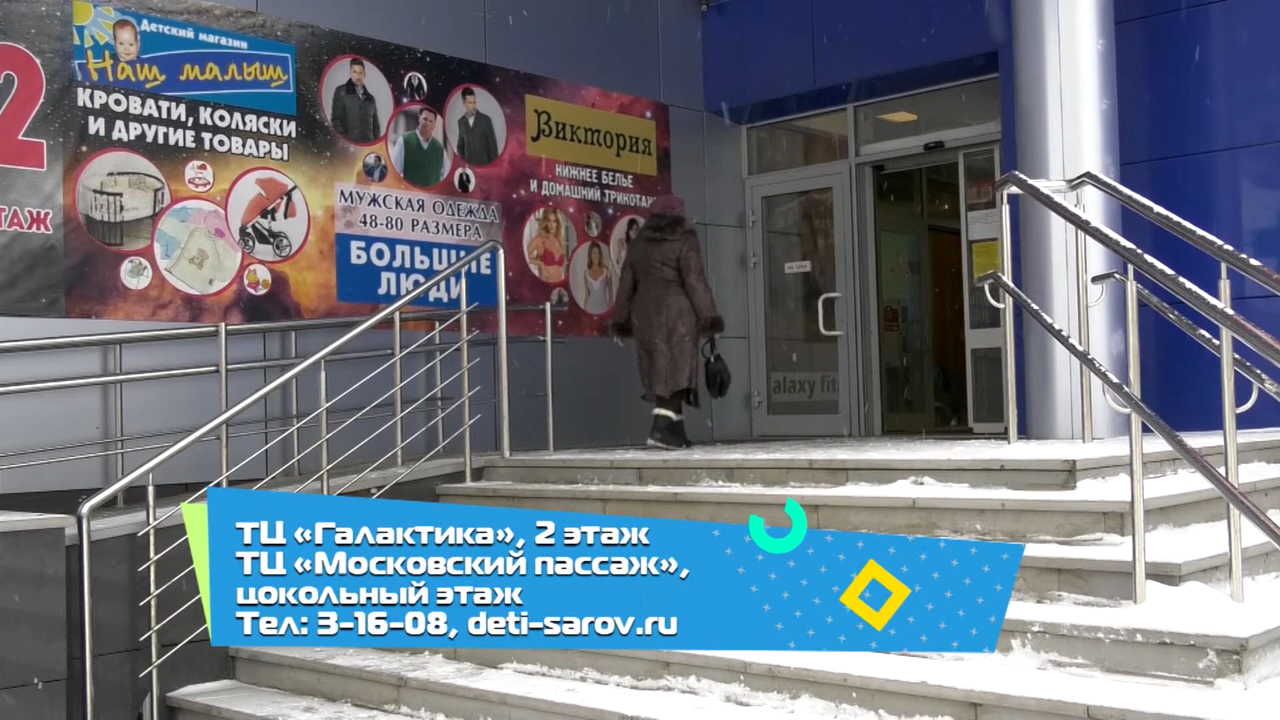 2
ЭТАЖ
Детский магазин
Наш малыш
КРОВАТИ, КОЛЯСКИ
И ДРУГИЕ ТОВАРЫ
МУЖСКАЯ ОДЕЖДА
48-80 РАЗМЕРА
БОЛЬШИЕ
ЛЮДИ
Виктория
НИЖНЕЕ БЕЛЬЕ
И ДОМАШНИЙ ТРИКОТАЖ
alaxy fit
ТЦ «Галактика», 2 этаж
ТЦ «Московский пассаж»,
цокольный этаж
Тел: 3-16-08, deti-sarov.ru